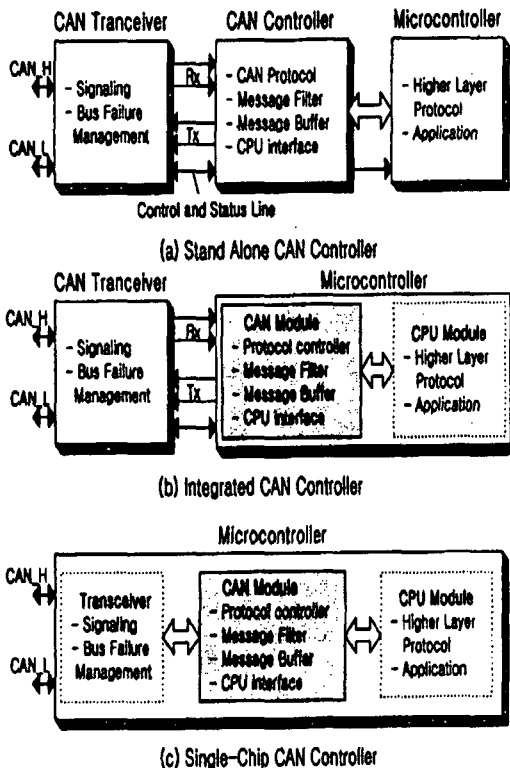 CAN Tranceiver
CAN Controller
Microcontroller
CAN_H
CAN_L
- Signaling
- Bus Failure
Management
Rx
Tx
- CAN Protocol
- Message Filter
- Message Buffer
- CPU interface
- Higher Layer
Protocol
- Application
Control and Status Line
(a) Stand Alone CAN Controller
CAN Tranceiver
Microcontroller
CAN_H
CAN_L
- Signaling
- Bus Failure
Management
Rx
Tx
CAN Module
- Protocol controller
- Message Filter
- Message Buffer
- CPU interface
CPU Module
- Higher Layer
Protocol
- Application
(b) Integrated CAN Controller
Microcontroller
CAN_H
CAN_L
Transceiver
- Signaling
- Bus Failure
Management
CAN Module
- Protocol controller
- Message Filter
- Message Buffer
- CPU interface
CPU Module
- Higher Layer
Protocol
- Application
(c) Single-Chip CAN Controller